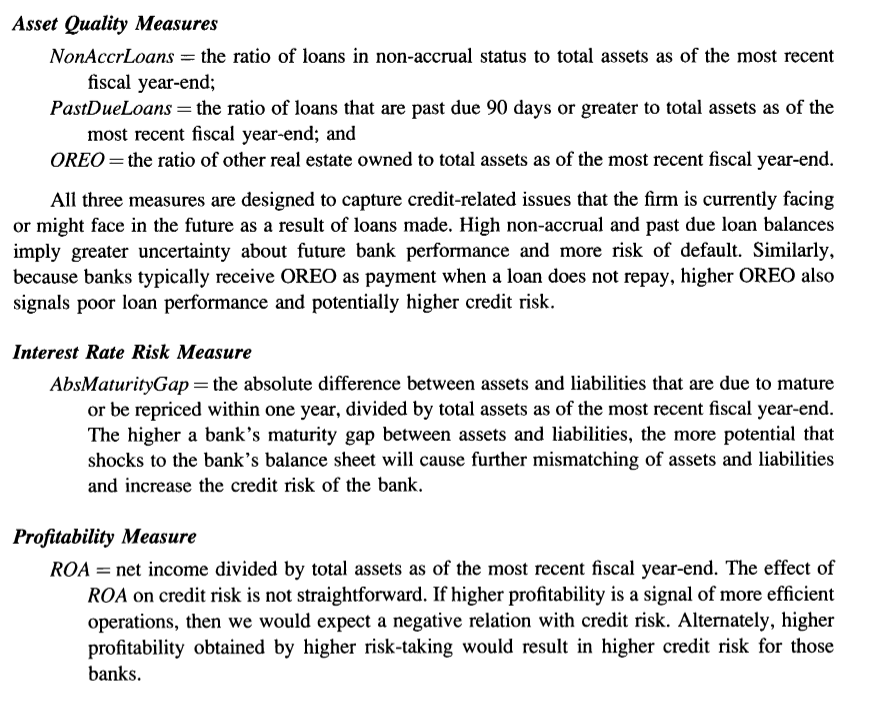 Asset Quality Measures
NonAccrLoans = the ratio of loans in non-accrual status to total assets as of the most recent
fiscal year-end;
PastDueLoans = the ratio of loans that are past due 90 days or greater to total assets as of the
most recent fiscal year-end; and
OREO = the ratio of other real estate owned to total assets as of the most recent fiscal year-end.
All three measures are designed to capture credit-related issues that the firm is currently facing
or might face in the future as a result of loans made. High non-accrual and past due loan balances
imply greater uncertainty about future bank performance and more risk of default. Similarly,
because banks typically receive OREO as payment when a loan does not repay, higher OREO also
signals poor loan performance and potentially higher credit risk.
Interest Rate Risk Measure
AbsMaturityGap = the absolute difference between assets and liabilities that are due to mature
or be repriced within one year, divided by total assets as of the most recent fiscal year-end.
The higher a bank's maturity gap between assets and liabilities, the more potential that
shocks to the bank's balance sheet will cause further mismatching of assets and liabilities
and increase the credit risk of the bank.
Profitability Measure
ROA = net income divided by total assets as of the most recent fiscal year-end. The effect of
ROA on credit risk is not straightforward. If higher profitability is a signal of more efficient
operations, then we would expect a negative relation with credit risk. Alternately, higher
profitability obtained by higher risk-taking would result in higher credit risk for those
banks.